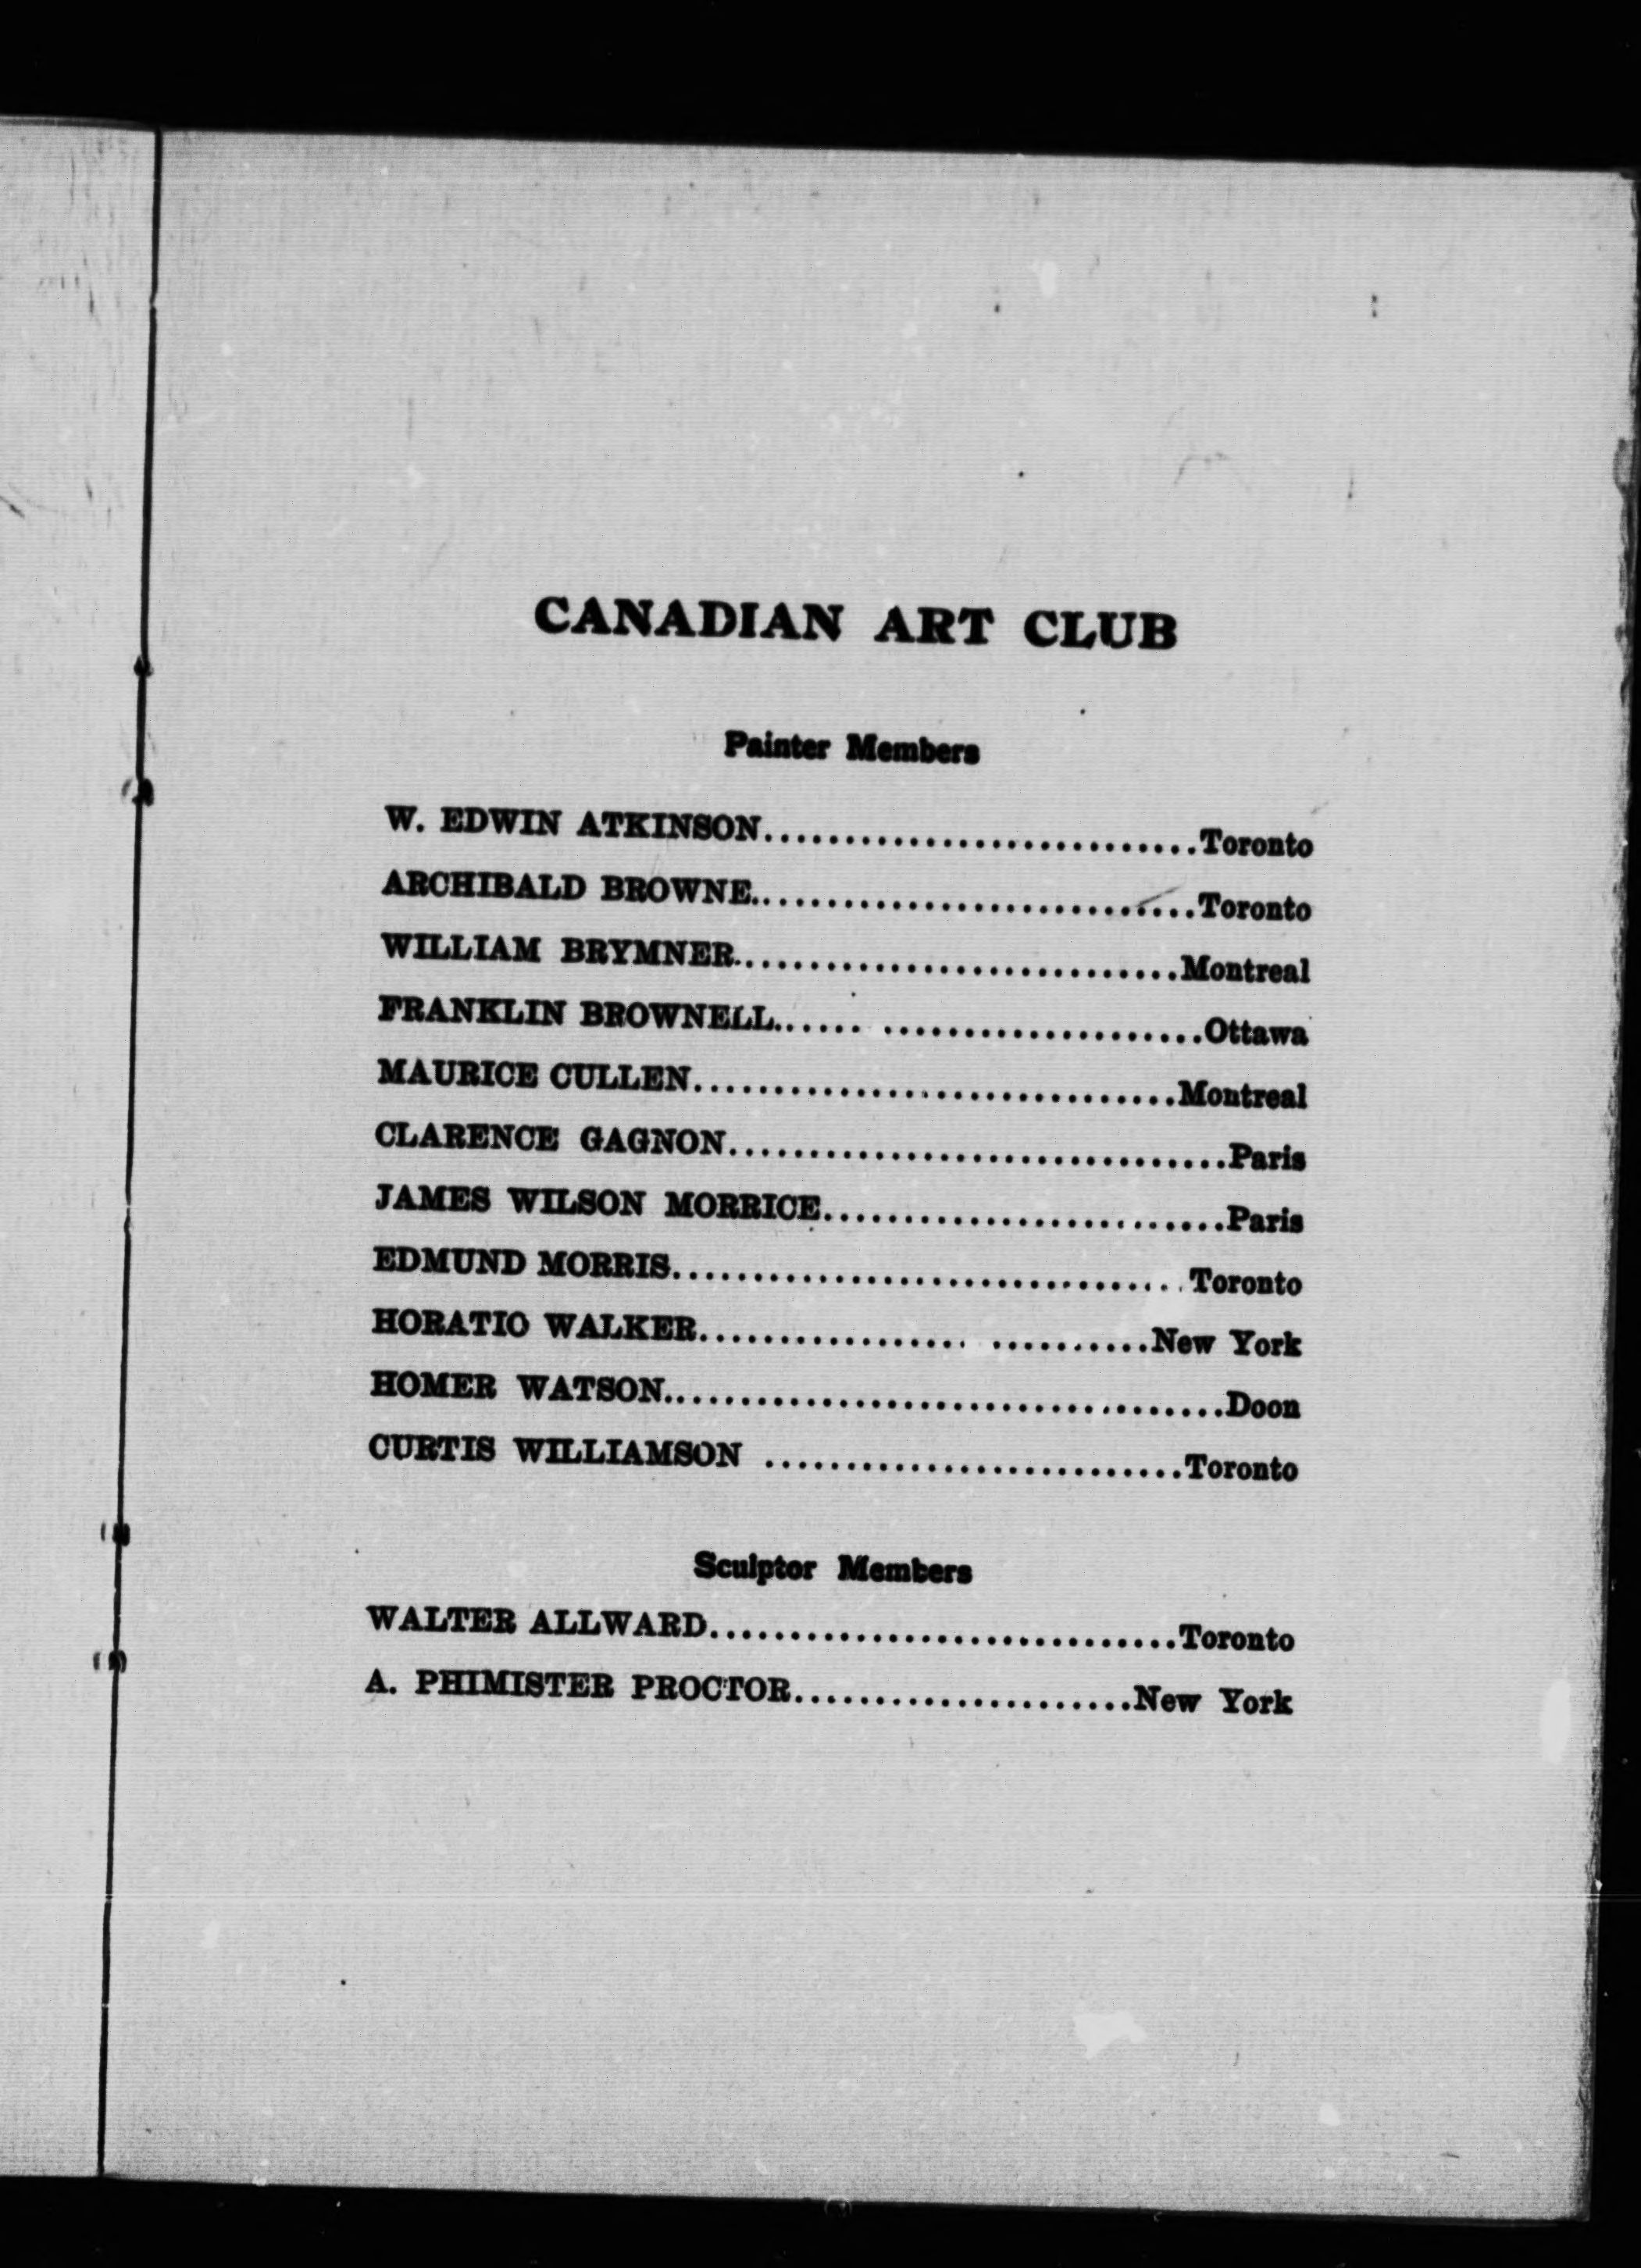 CANADIAN ART CLUB
Painter Members
W. EDWIN ATKINSON...........................Toronto
ARCHIBALD BROWNE...........................Toronto
WILLIAM BRYMNER...........................Montreal
FRANKLIN BROWNELL...... ....................Ottawa
MAURICE CULLEN..............................Montreal
CLARENCE GAGNON...............................Paris
JAMES WILSON MORRICE.........................Paris
EDMUND MORRIS................................Toronto
HORATIO WALKER................. ..........New York
HOMER WATSON..................................Doon
CURTIS WILLIAMSON ..........................Toronto
Sculptor Members
WALTER ALLWARD.............................Toronto
A. PHIMISTER PROCTOR.....................New York